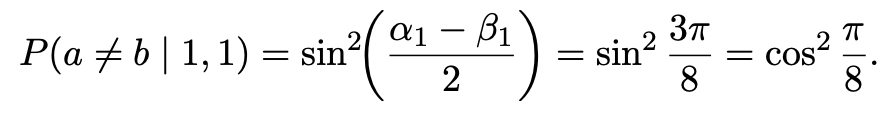 P(a ≠ b | 1, 1) = sin²((α₁ − β₁)/2) = sin² 3π/8 = cos² π/8.